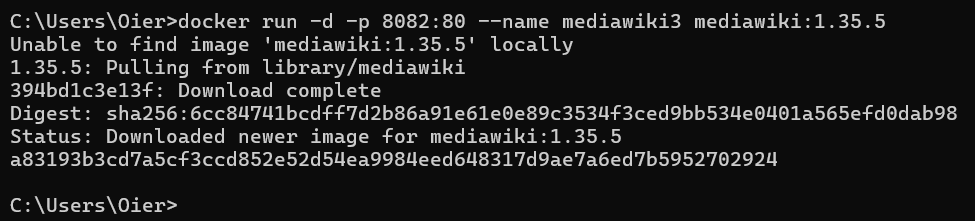 C:\Users\Oier>docker run -d -p 8082:80 --name mediawiki3 mediawiki:1.35.5
Unable to find image 'mediawiki:1.35.5' locally
1.35.5: Pulling from library/mediawiki
394bd1c3e13f: Download complete
Digest: sha256:6cc84741bcdff7d2b86a91e61e0e89c3534f3ced9bb534e0401a565efd0dab98
Status: Downloaded newer image for mediawiki:1.35.5
a83193b3cd7a5cf3ccd852e52d54ea9984eed648317d9ae7a6ed7b5952702924
C:\Users\Oier>